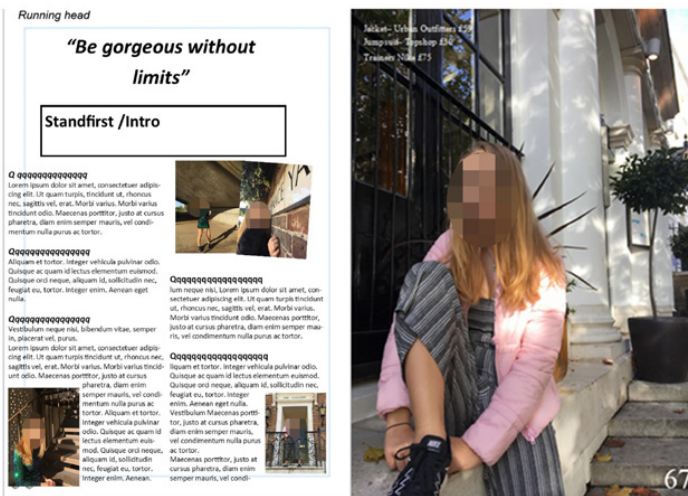 Running head
“Be gorgeous without
limits”
Standfirst /Intro
Q qqqqqqqqqqqqqq
Lorem ipsum dolor sit amet, consectetuer adipis-
cing elit. Ut quam turpis, tincidunt ut, rhoncus
nec, sagittis vel, erat. Morbi varius. Morbi varius
tincidunt odio. Maecenas porttitor, justo at cursus
pharetra, diam enim semper mauris, vel condi-
mentum nulla purus ac tortor.
Qqqqqqqqqqqqqqqq
Aliquam et tortor. Integer vehicula pulvinar odio.
Quisque ac quam id lectus elementum euismod.
Quisque orci neque, aliquam id, sollicitudin nec,
feugiat eu, tortor. Integer enim. Aenean eget
nulla.
Qqqqqqqqqqqqqqqq
Vestibulum neque nisi, bibendum vitae, semper
in, placerat vel, purus.
Lorem ipsum dolor sit amet, consectetuer adipis-
cing elit. Ut quam turpis tincidunt ut, rhoncus nec,
sagittis vel, erat. Morbi varius. Morbi varius tincid-
unt odio. Maecenas porttitor, justo at cursus
pharetra, diam enim
semper mauris, vel
condimentum nulla
purus ac purus ac
tortor. Aliquam et tortor.
Integer vehicula pulvinar
odio. Quisque ac quam id
lectus elementum euis-
mod. Quisque orci neque,
aliquam id, sollicitudin
nec, feugiat eu, tortor.
Integer enim. Aenean.
Qqqqqqqqqqqqqqqqqq
lum neque nisi, Lorem ipsum dolor sit amet, con-
sectetuer adipiscing elit. Ut quam turpis tincidunt
ut, rhoncus nec, sagittis vel, erat. Morbi varius.
Morbi varius tincidunt odio. Maecenas porttitor,
justo at cursus pharetra, diam enim semper mau-
ris, vel condimentum nulla purus ac tortor.
Qqqqqqqqqqqqqqqqqqq
liquam et tortor. Integer vehicula pulvinar odio.
Quisque ac quam id lectus elementum euismod.
Quisque orci neque, aliquam id, sollicitudin nec,
feugiat eu, tortor. Integer
enim. Aenean eget nulla.
Vestibulum Maecenas portti-
tor, justo at cursus pharetra,
diam enim semper mauris,
vel condimentum nulla purus
ac tortor.
Maecenas porttitor, justo at
cursus pharetra, diam enim
semper mauris, vel condi-
Jacket– Urban Outfitters £59
Jumpsuit– Topshop £50
Trainers Nike £75
67